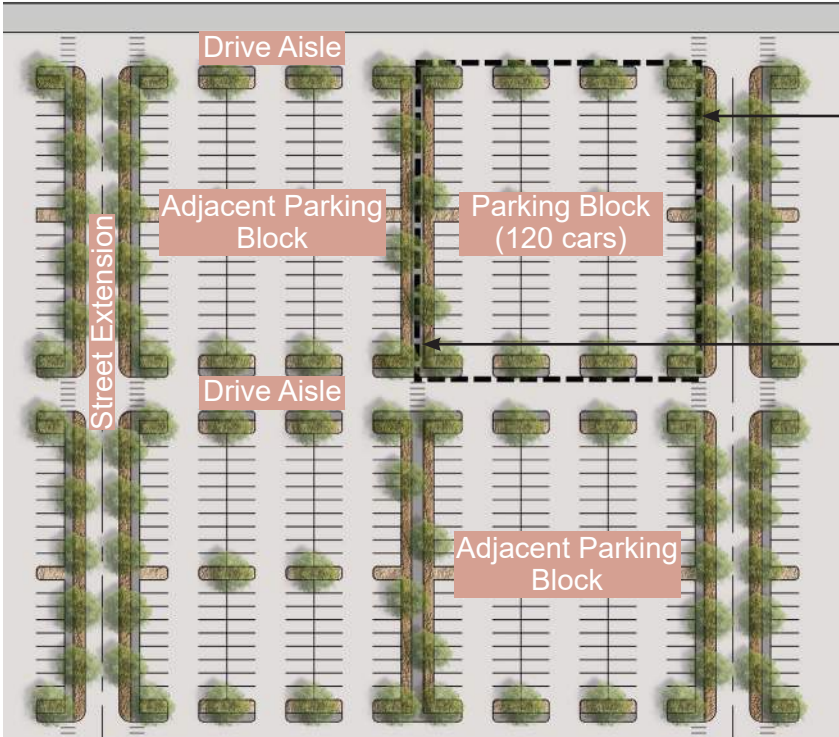 Drive Aisle
Adjacent Parking
Block
Parking Block
(120 cars)
Street Extension
Drive Aisle
Adjacent Parking
Block